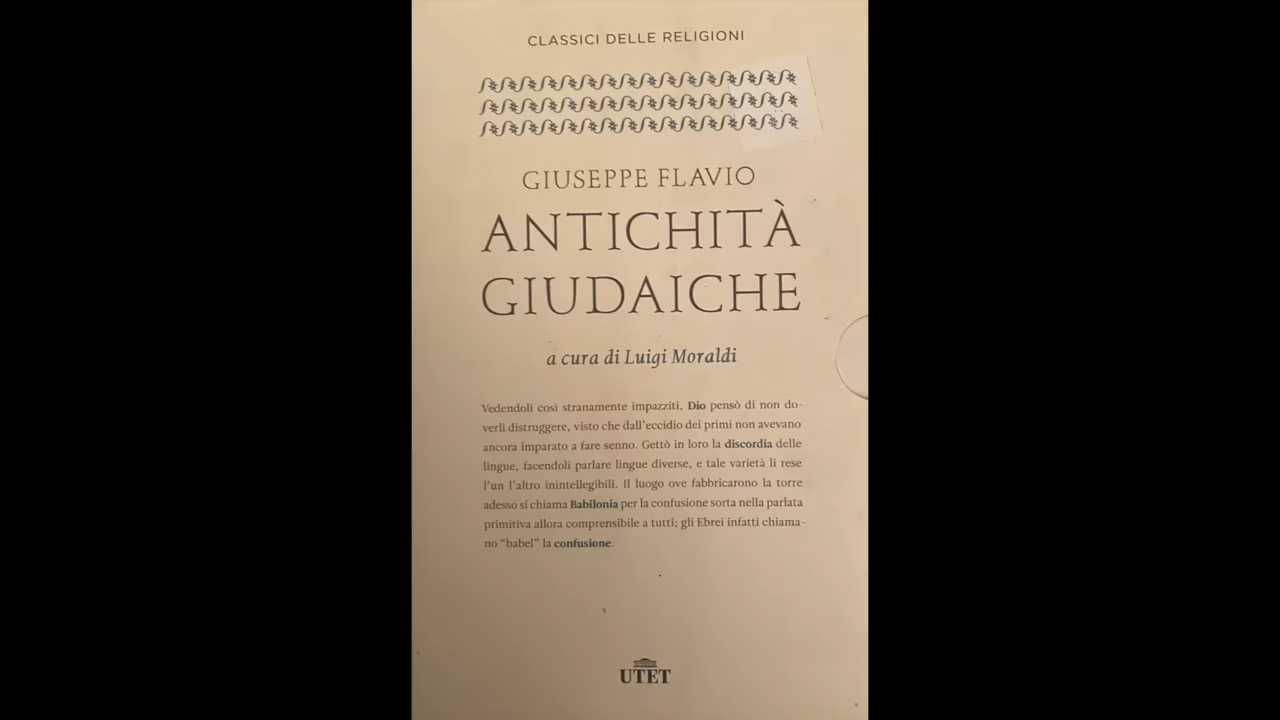 CLASSICI DELLE RELIGIONI
GIUSEPPE FLAVIO
ANTICHITÀ
GIUDAICHE
a cura di Luigi Moraldi
Vedendoli così stranamente impazziti, Dio pensò di non do-
verli distruggere, visto che dall'eccidio dei primi non avevano
ancora imparato a fare senno. Gettò in loro la discordia delle
lingue, facendoli parlare lingue diverse, e tale varietà li rese
l'un l'altro inintellegibili. Il luogo ove fabbricarono la torre
adesso si chiama Babilonia per la confusione sorta nella parlata
primitiva allora comprensibile a tutti; gli Ebrei infatti chiama-
no “babel” la confusione.
UTET